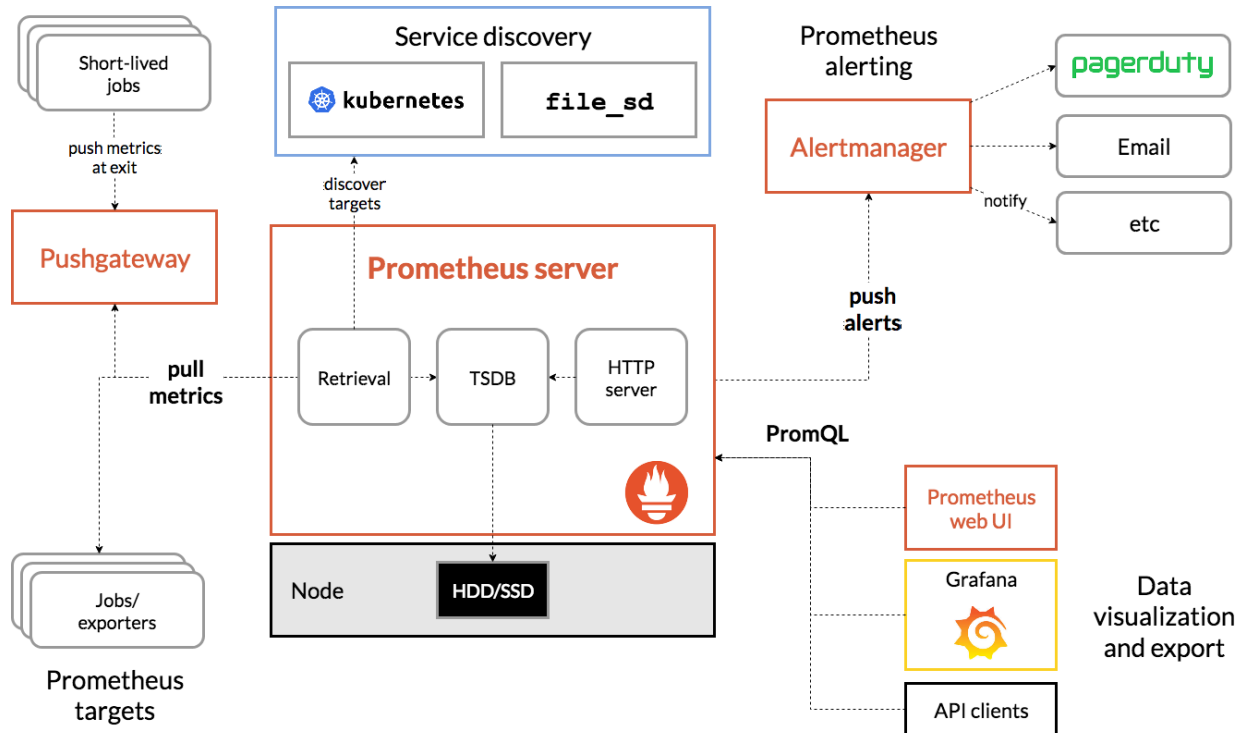 Short-lived
jobs
push metrics
at exit
Pushgateway
pull
metrics
Jobs/
exporters
Prometheus
targets
Service discovery
kubernetes
file_sd
discover
targets
Prometheus server
Retrieval
TSDB
HTTP
server
Node
HDD/SSD
Prometheus
alerting
Alertmanager
pagerduty
Email
etc
notify
push
alerts
PromQL
Prometheus
web UI
Grafana
API clients
Data
visualization
and export